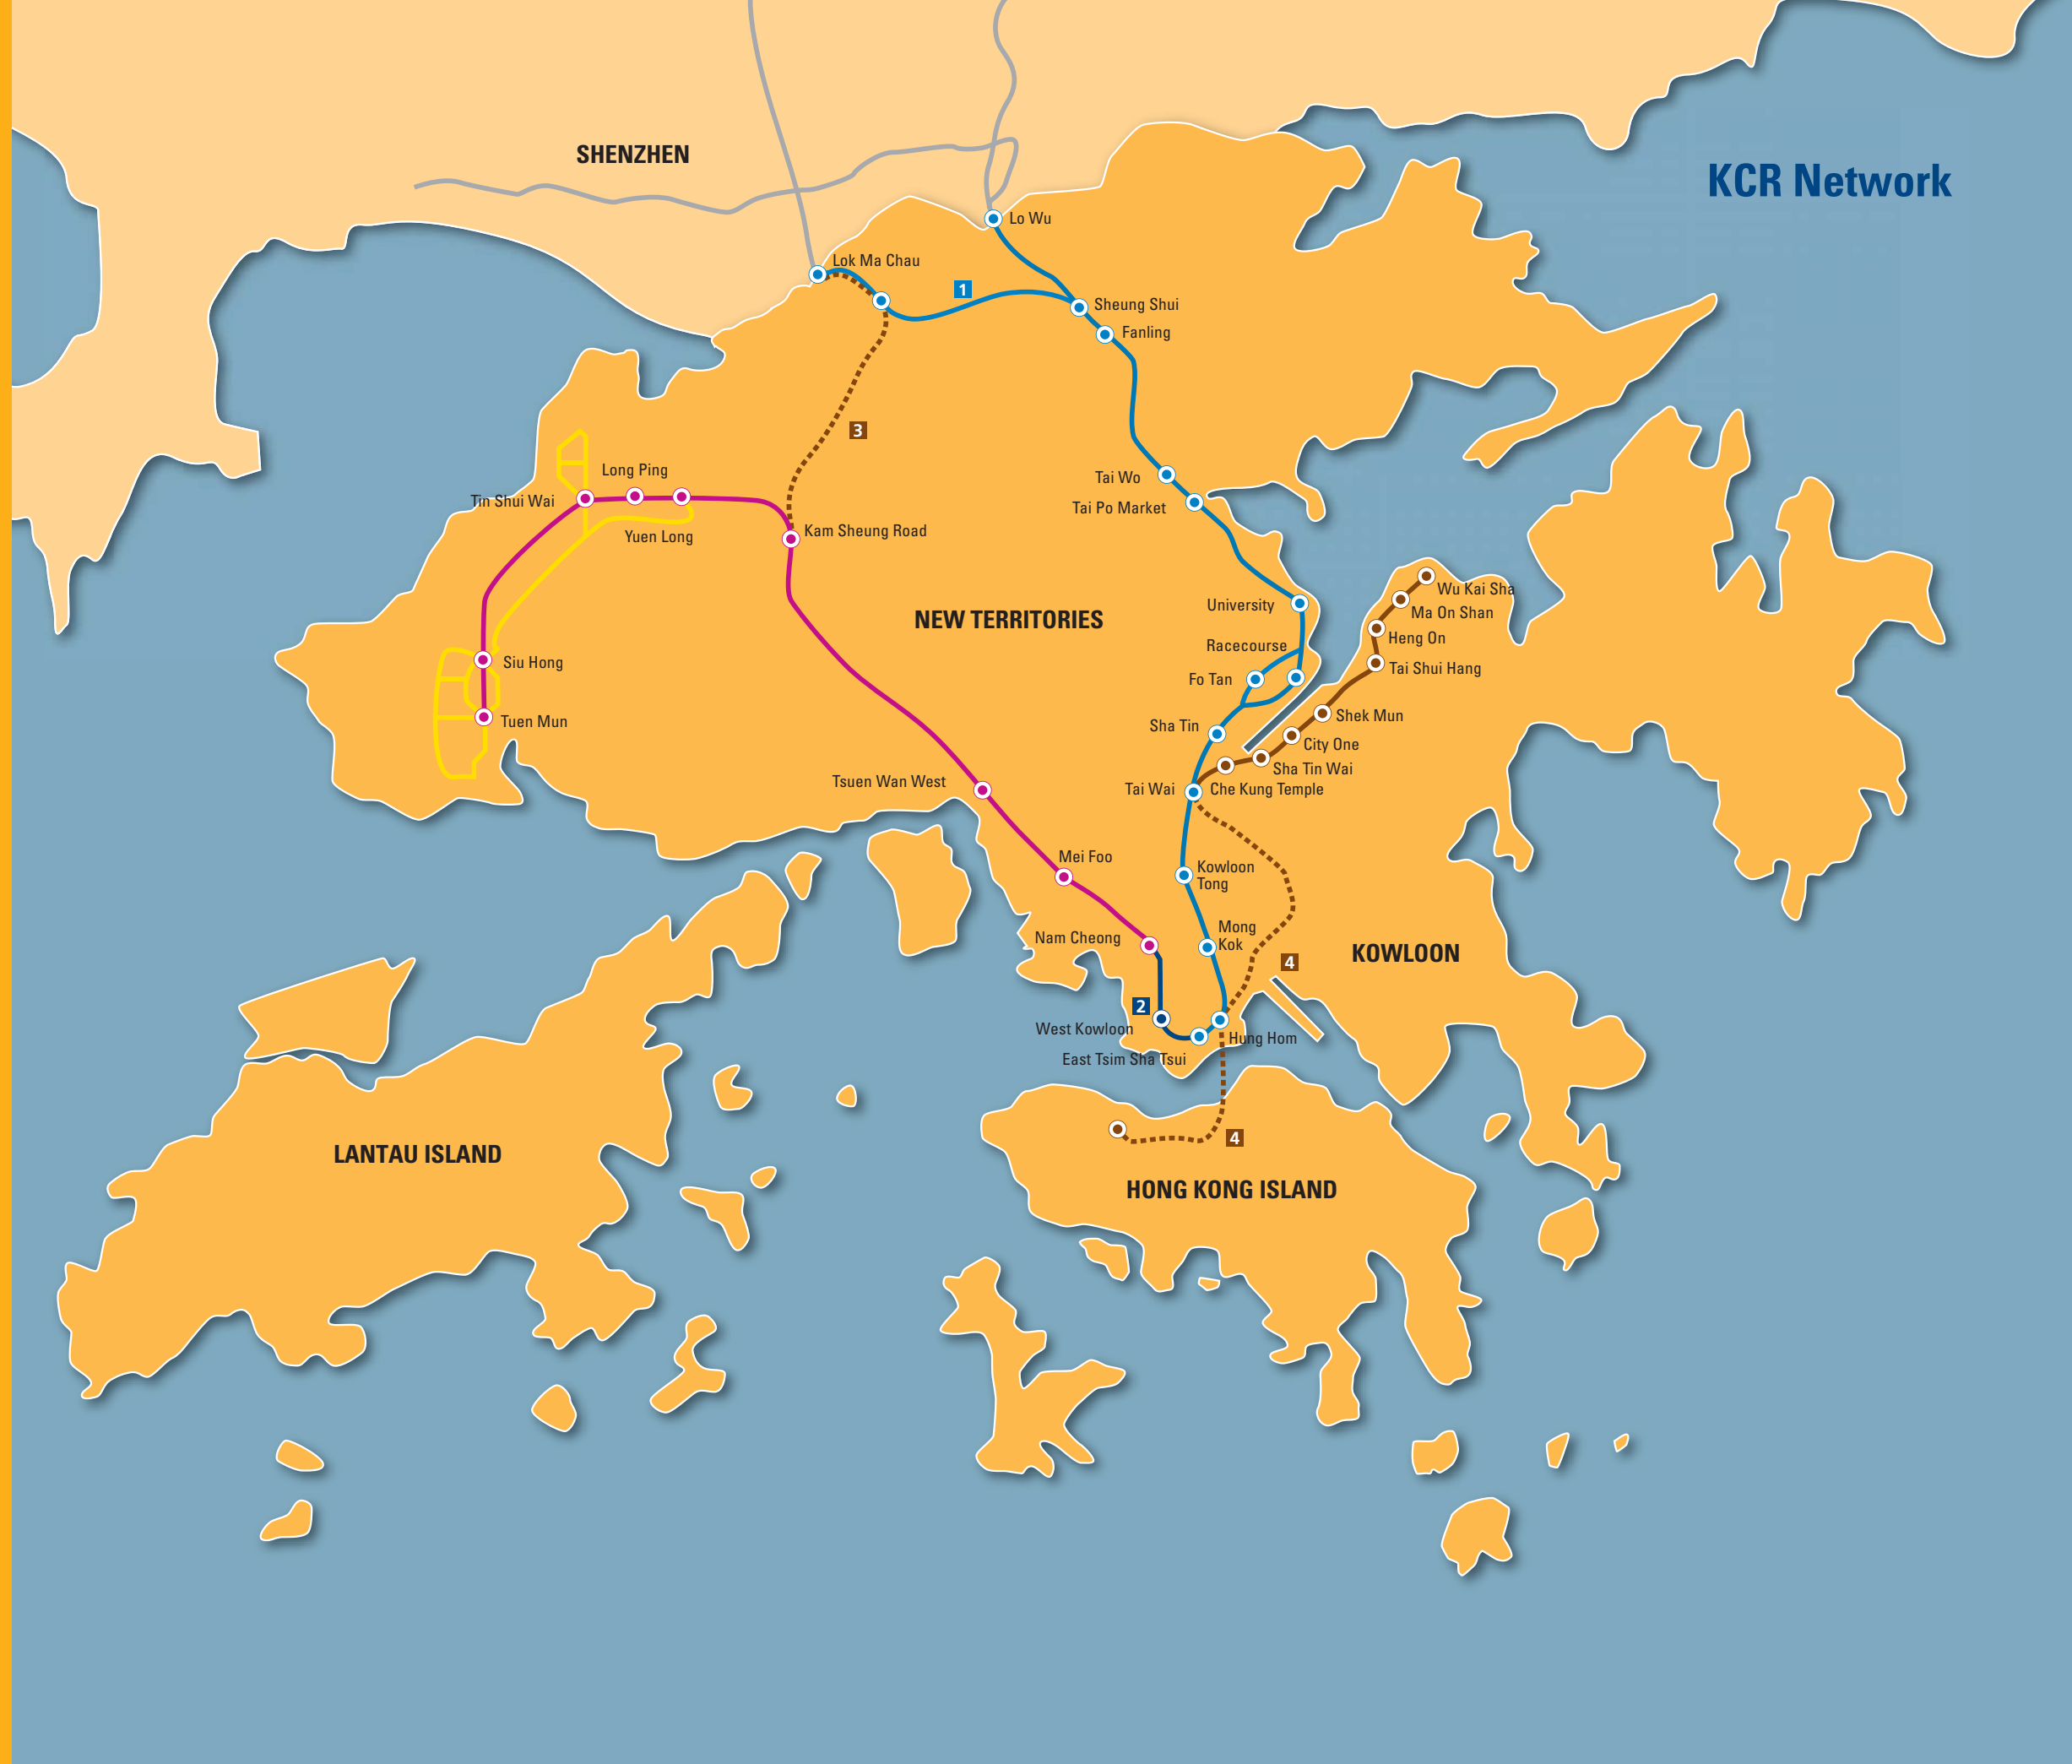 SHENZHEN
KCR Network
Lo Wu
Lok Ma Chau
1
Sheung Shui
Fanling
3
Long Ping
Tin Shui Wai
Tai Wo
Tai Po Market
Yuen Long
Kam Sheung Road
Wu Kai Sha
University
Ma On Shan
NEW TERRITORIES
Heng On
Racecourse
Siu Hong
Tai Shui Hang
Fo Tan
Tuen Mun
Shek Mun
Sha Tin
City One
Sha Tin Wai
Tsuen Wan West
Tai Wai
Che Kung Temple
Mei Foo
Kowloon
Tong
Mong
Kok
Nam Cheong
KOWLOON
4
2
West Kowloon
Hung Hom
East Tsim Sha Tsui
4
LANTAU ISLAND
HONG KONG ISLAND